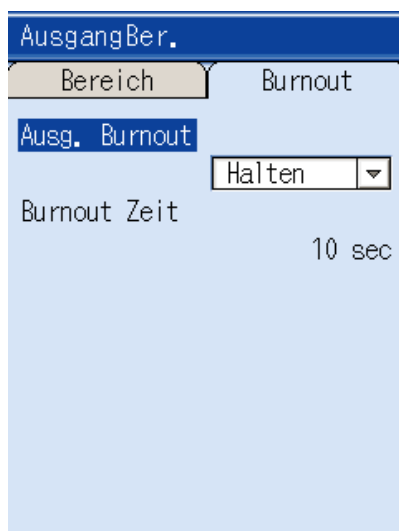 AusgangBer.
Bereich Burnout
Ausg. Burnout
Halten
Burnout Zeit
10 sec